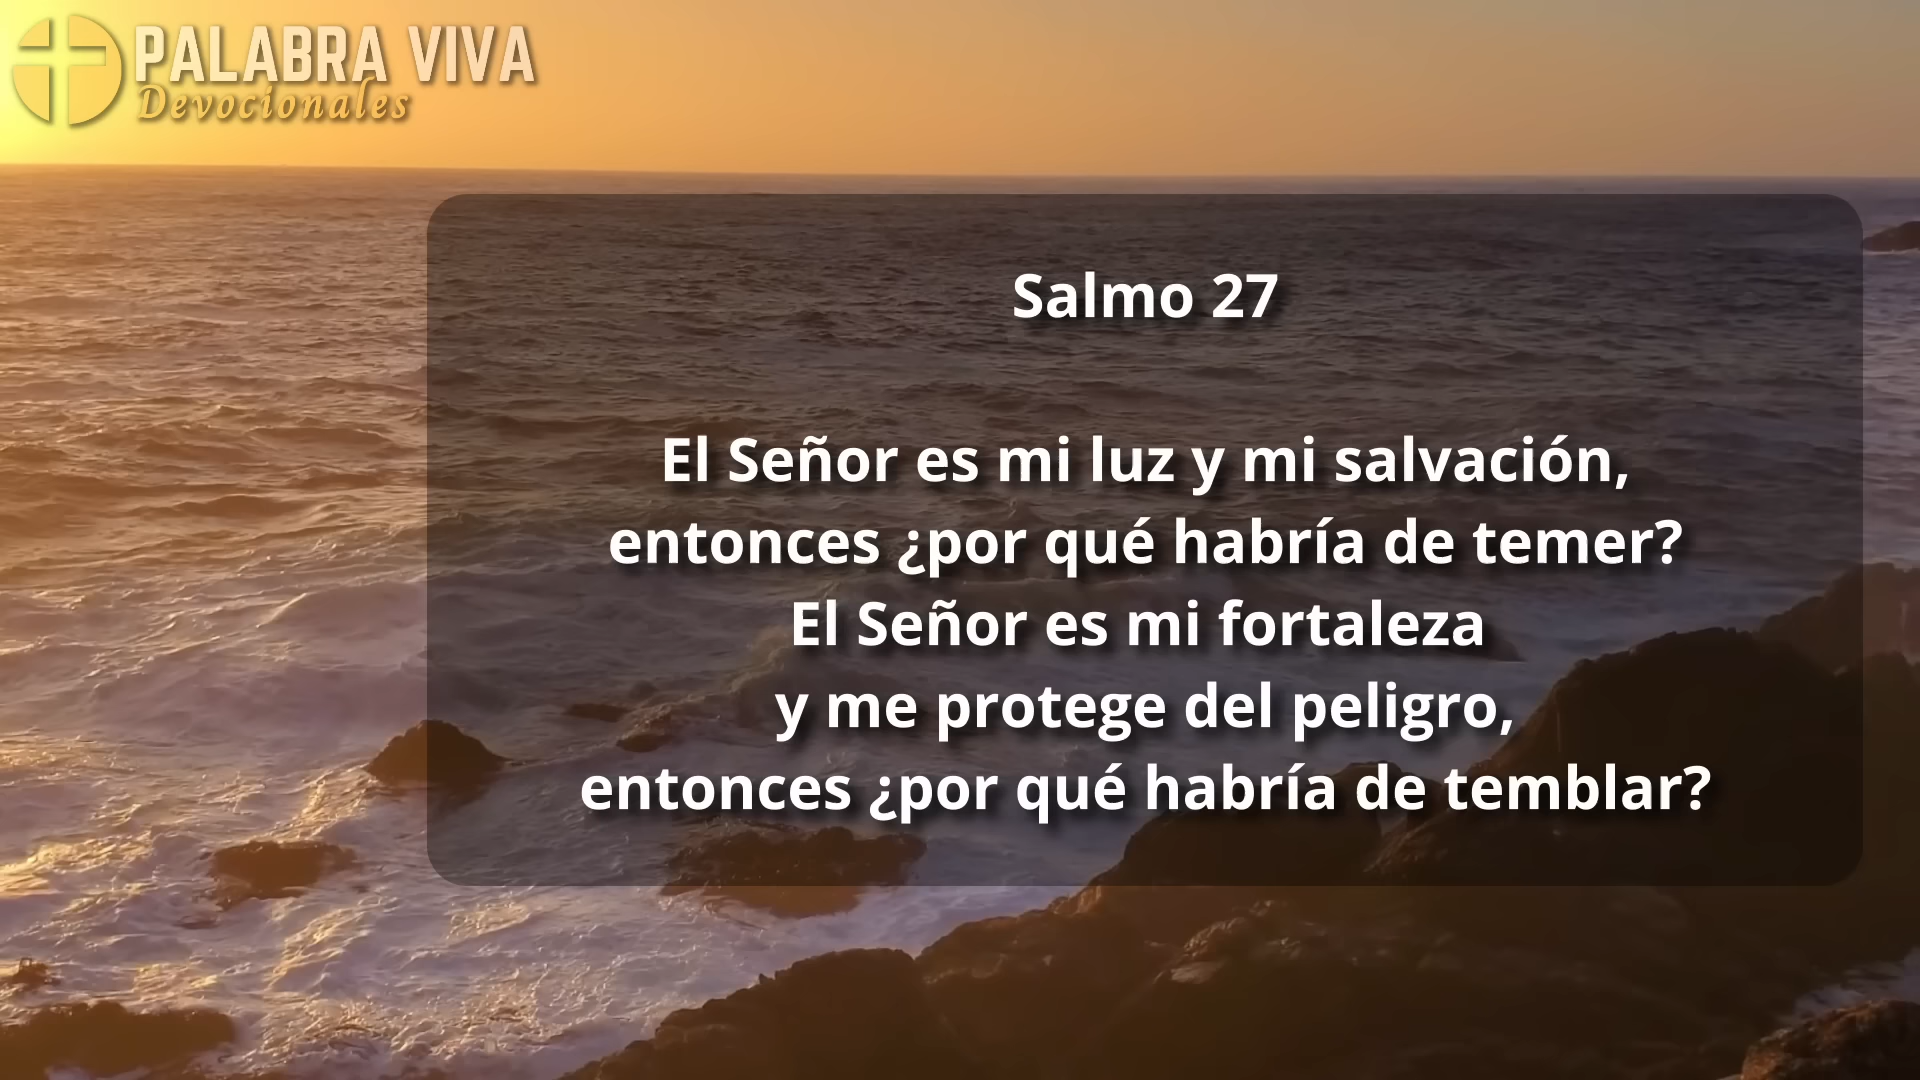 PALABRA VIVA
Devocionales
Salmo 27
El Señor es mi luz y mi salvación,
entonces ¿por qué habría de temer?
El Señor es mi fortaleza
y me protege del peligro,
entonces ¿por qué habría de temblar?